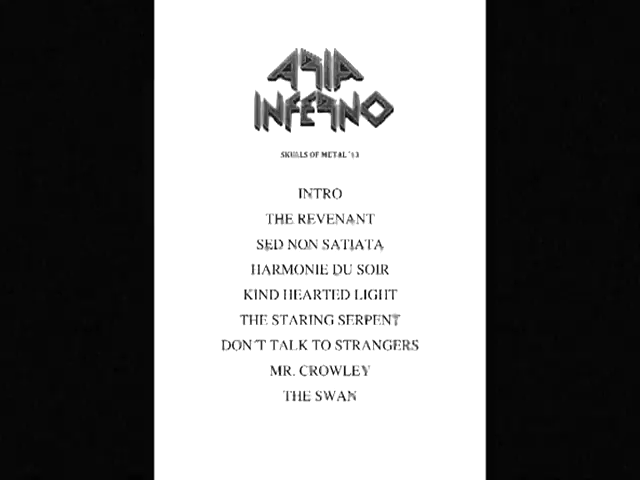 ARIA
INFERNO
SKULLS OF METAL '13
INTRO
THE REVENANT
SED NON SATIATA
HARMONIE DU SOIR
KIND HEARTED LIGHT
THE STARING SERPENT
DON'T TALK TO STRANGERS
MR. CROWLEY
THE SWAN